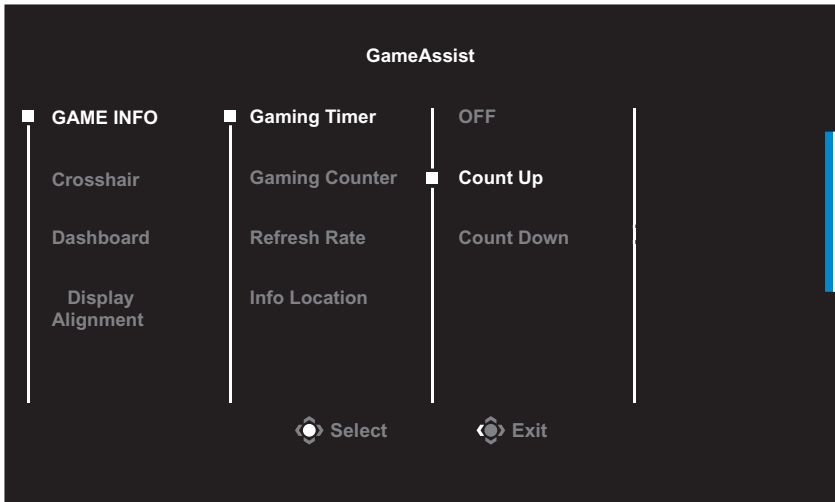 GameAssist
GAME INFO
Gaming Timer
OFF
Crosshair
Gaming Counter
Count Up
Dashboard
Refresh Rate
Count Down
Display
Alignment
Info Location
Select
Exit